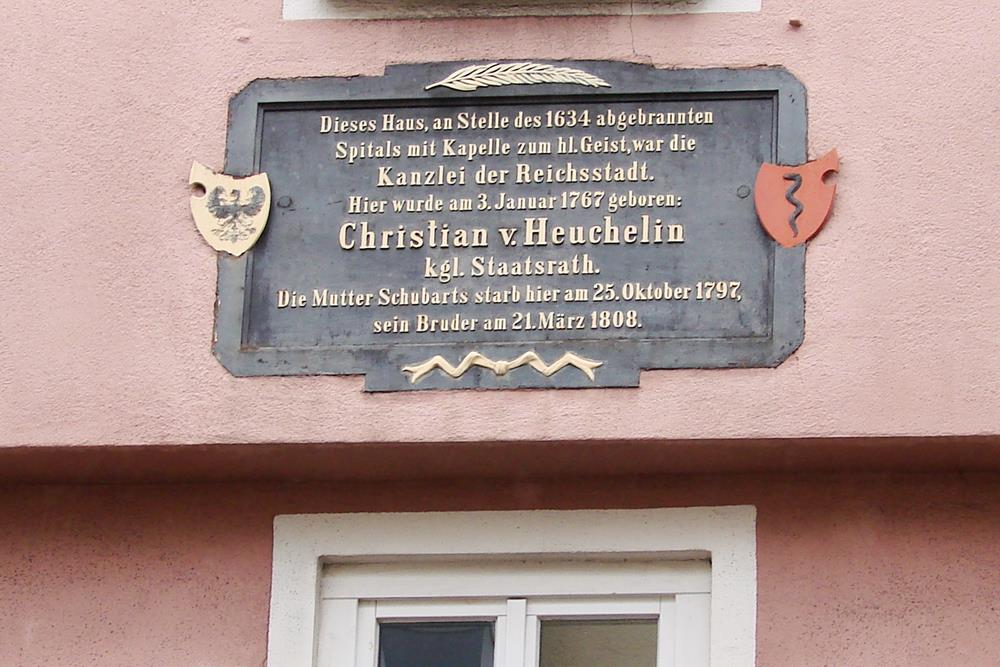 Dieses Haus, an Stelle des 1634 abgebrannten
Spitals mit Kapelle zum hl. Geist, war die
Kanzlei der Reichsstadt.
Hier wurde am 3. Januar 1767 geboren:
Christian v. Heuchelin
kgl. Staatsrath.
Die Mutter Schubarts starb hier am 25. Oktober 1797,
sein Bruder am 21. März 1808.